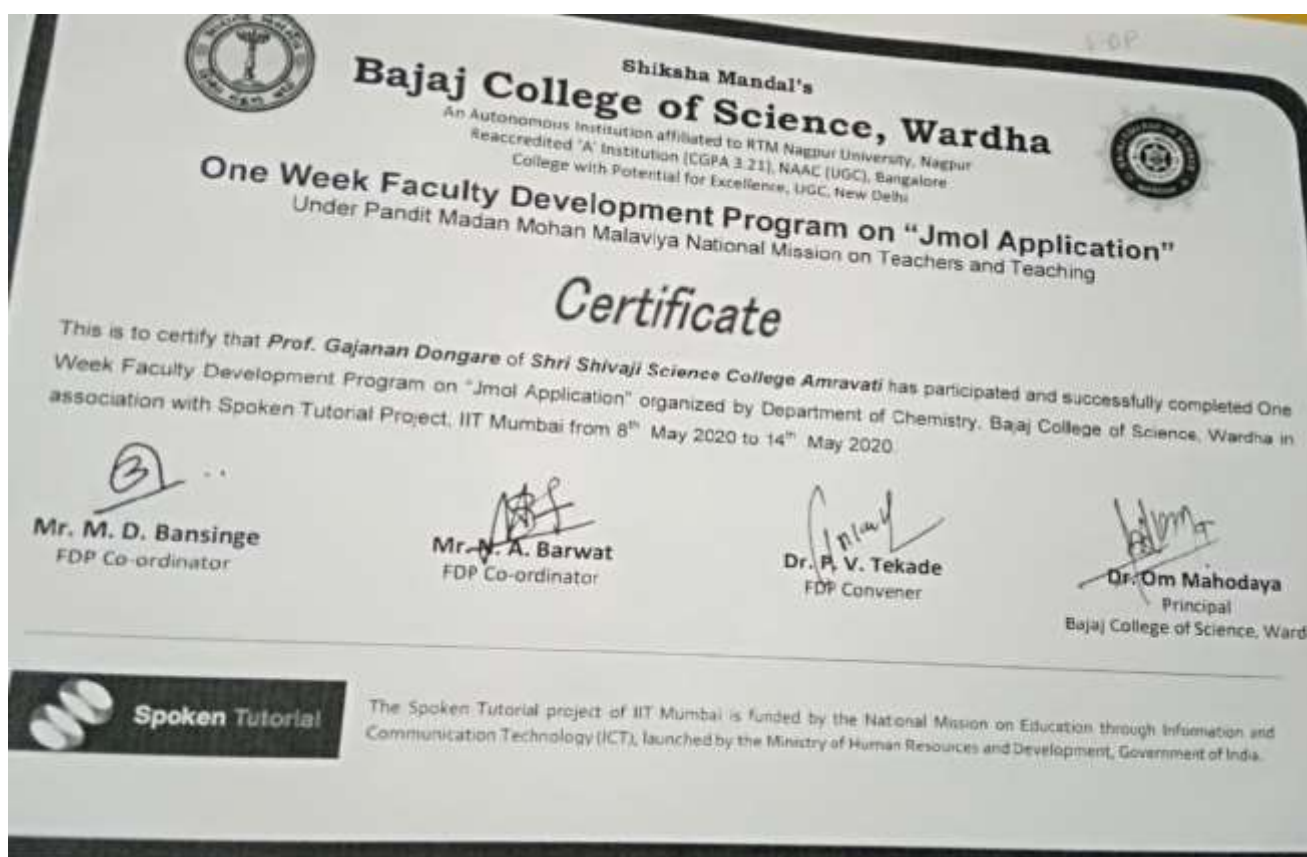 FDP
Shiksha Mandal's
Bajaj College of Science, Wardha
An Autonomous Institution affiliated to RTM Nagpur University, Nagpur
Reaccredited 'A' Institution (CGPA 3.21), NAAC (UGC), Bangalore
College with Potential for Excellence, UGC, New Delhi
One Week Faculty Development Program on “Jmol Application”
Under Pandit Madan Mohan Malaviya National Mission on Teachers and Teaching
Certificate
This is to certify that Prof. Gajanan Dongare of Shri Shivaji Science College Amravati has participated and successfully completed One
Week Faculty Development Program on “Jmol Application” organized by Department of Chemistry, Bajaj College of Science, Wardha in
association with Spoken Tutorial Project, IIT Mumbai from 8th May 2020 to 14th May 2020.
Mr. M. D. Bansinge
FDP Co-ordinator
Mr. N. A. Barwat
FDP Co-ordinator
Dr. P. V. Tekade
FDP Convener
Dr. Om Mahodaya
Principal
Bajaj College of Science, Ward
Spoken Tutorial
The Spoken Tutorial project of IIT Mumbai is funded by the National Mission on Education through Information and
Communication Technology (ICT), launched by the Ministry of Human Resources and Development, Government of India.